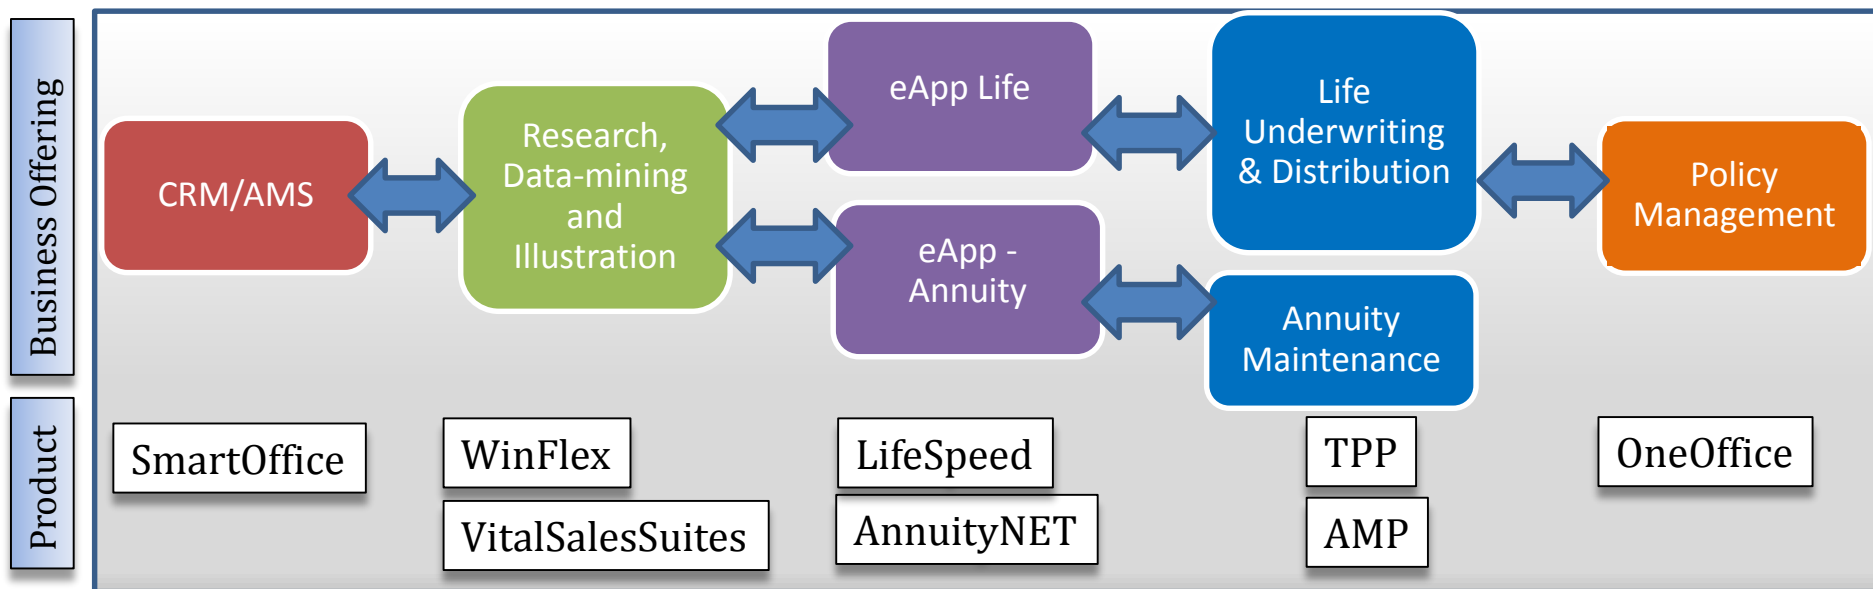 Business Offering
CRM/AMS
Research,
Data-mining
and
Illustration
eApp Life
eApp -
Annuity
Life
Underwriting
& Distribution
Annuity
Maintenance
Policy
Management
Product
SmartOffice
WinFlex
VitalSalesSuites
LifeSpeed
AnnuityNET
TPP
AMP
OneOffice